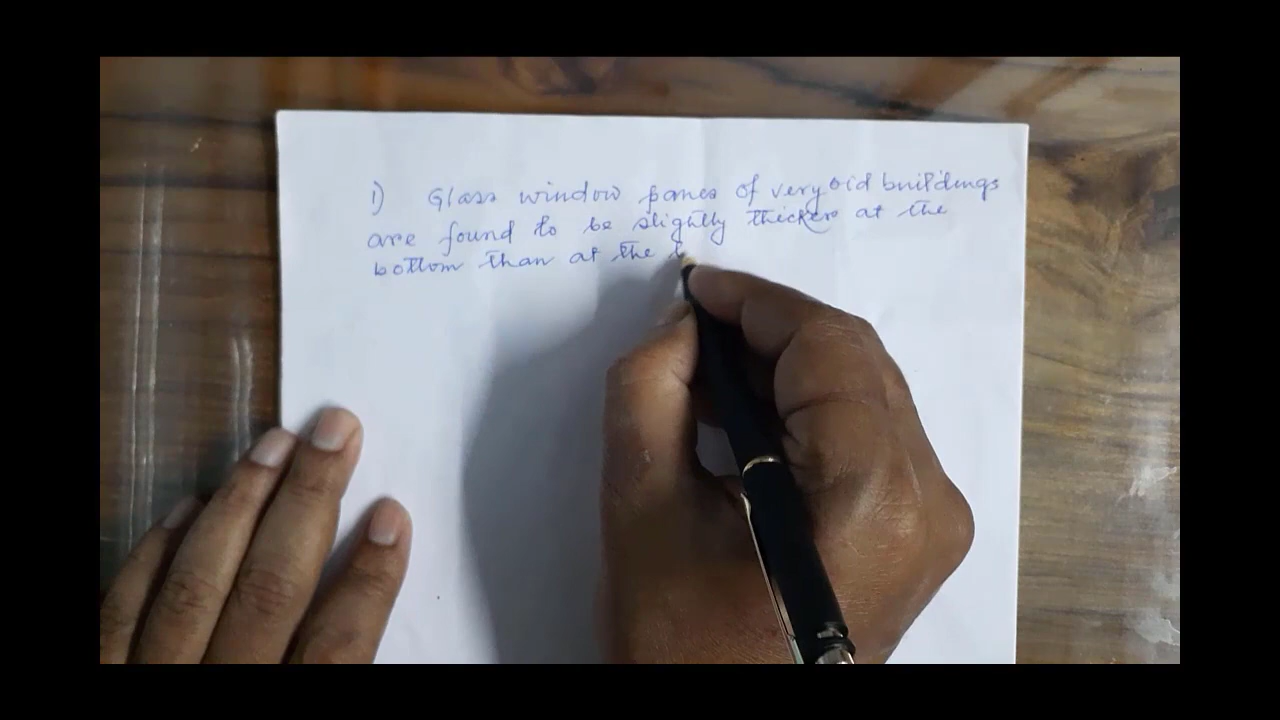 1) Glass window panes of very old buildings
are found to be slightly thicker at the
bottom than at the t